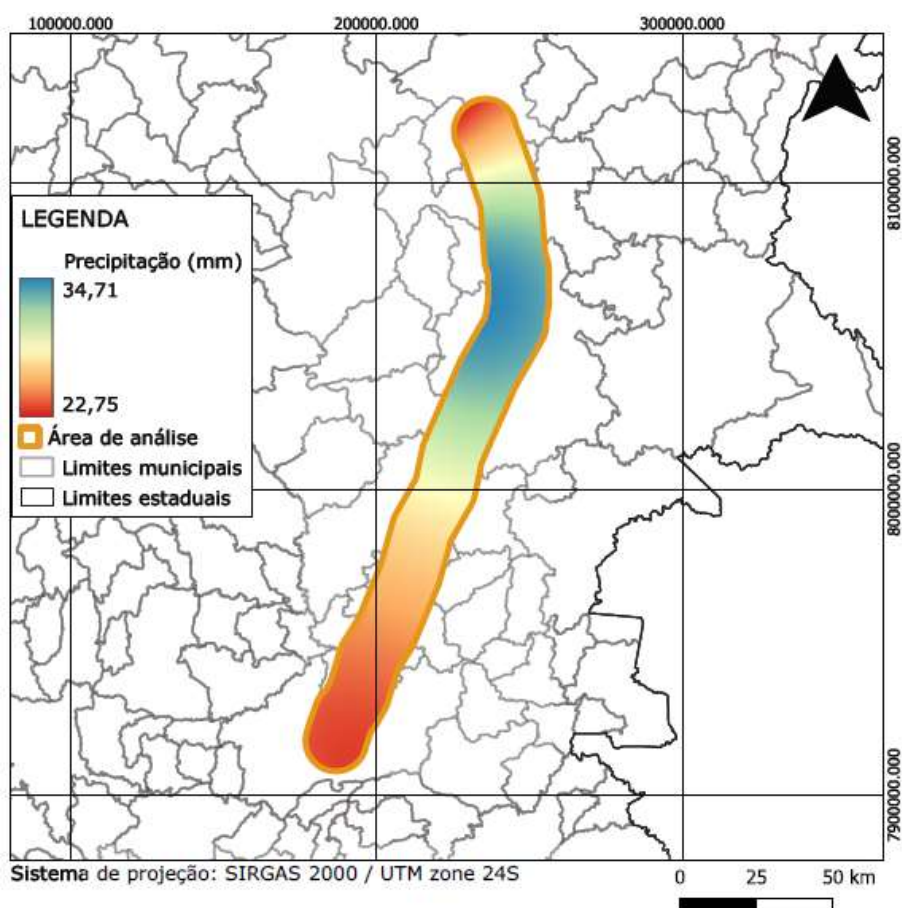 100000.000 200000.000 300000.000
8100000.000
LEGENDA
Precipitação (mm)
34,71
22,75
Área de análise
Limites municipais
Limites estaduais
8000000.000
7900000.000
Sistema de projeção: SIRGAS 2000 / UTM zone 24S
0 25 50 km